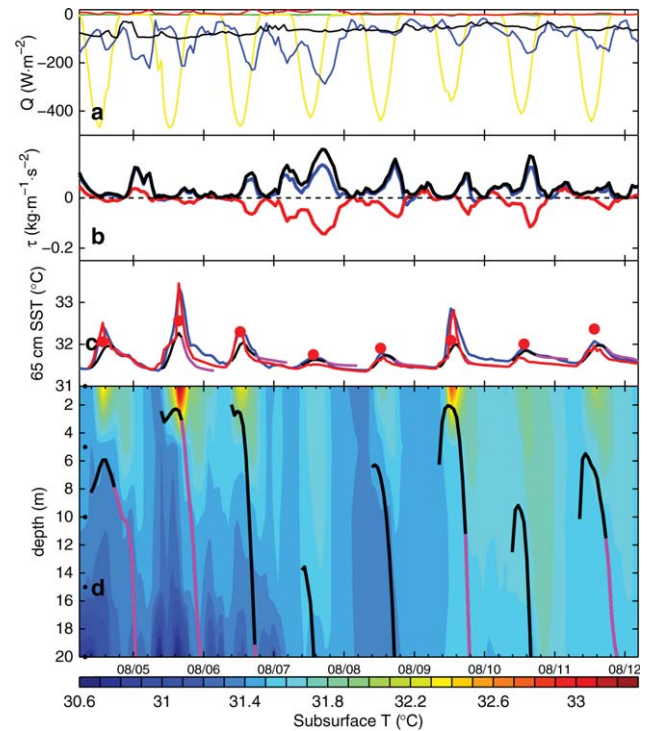 0
−200
−400
Q (W·m−2)
a
0
−0.2
τ (kg·m−1·s−2)
b
33
32
31
65 cm SST (°C)
c
2
4
6
8
10
12
14
16
18
20
depth (m)
d
08/05 08/06 08/07 08/08 08/09 08/10 08/11 08/12
30.6 31 31.4 31.8 32.2 32.6 33
Subsurface T (°C)